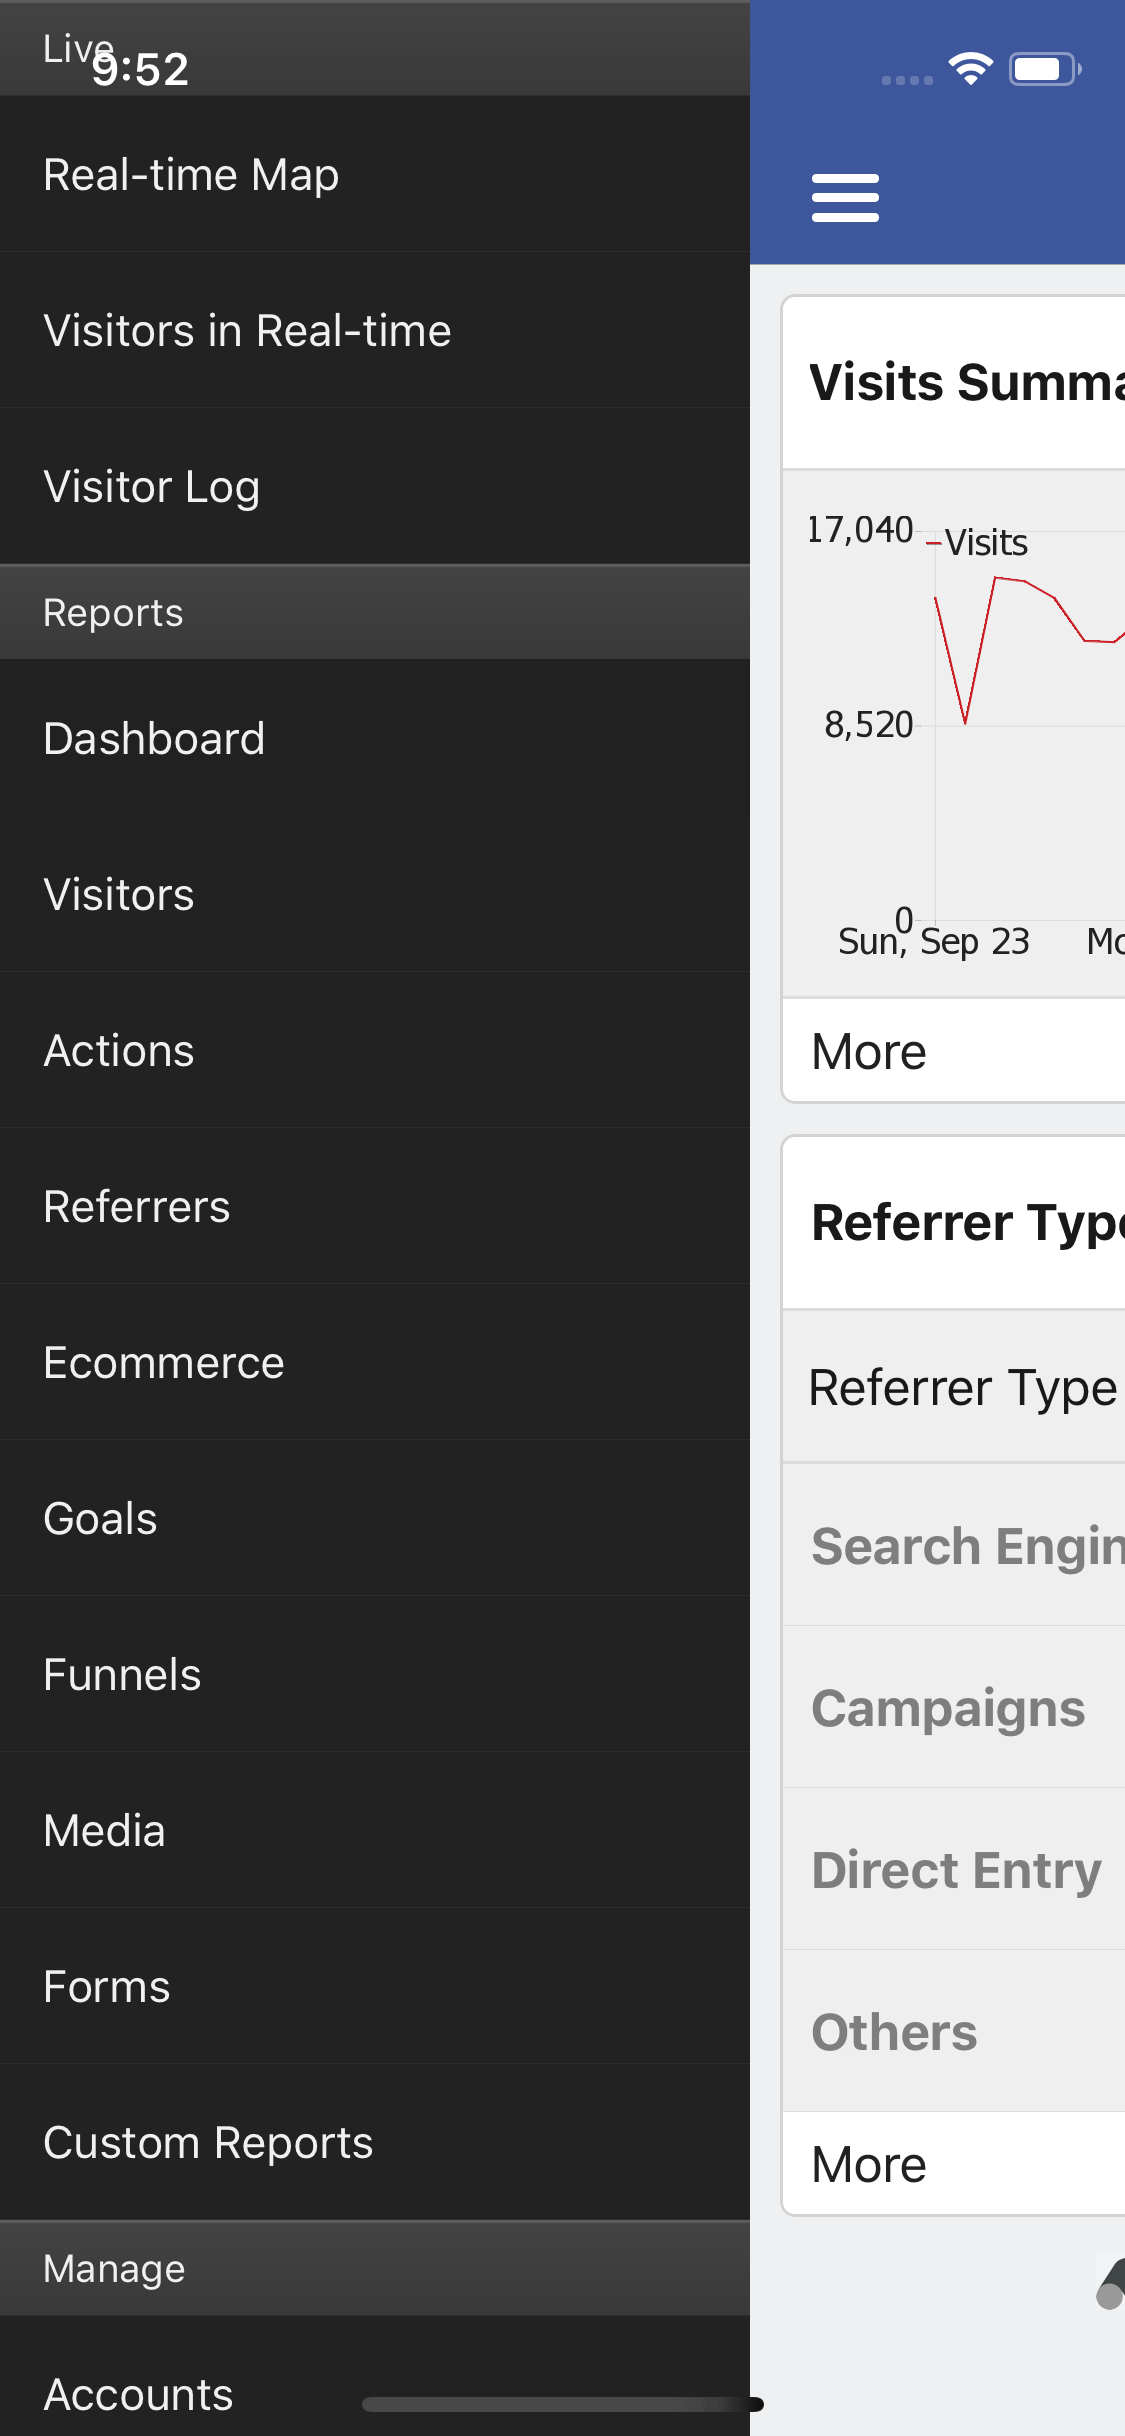 Live
9:52
Real-time Map
Visitors in Real-time
Visitor Log
Reports
Dashboard
Visitors
Actions
Referrers
Ecommerce
Goals
Funnels
Media
Forms
Custom Reports
Manage
Accounts
Visits Summa
17,040
Visits
8,520
0
Sun, Sep 23 Mo
More
Referrer Type
Referrer Type
Search Engin
Campaigns
Direct Entry
Others
More